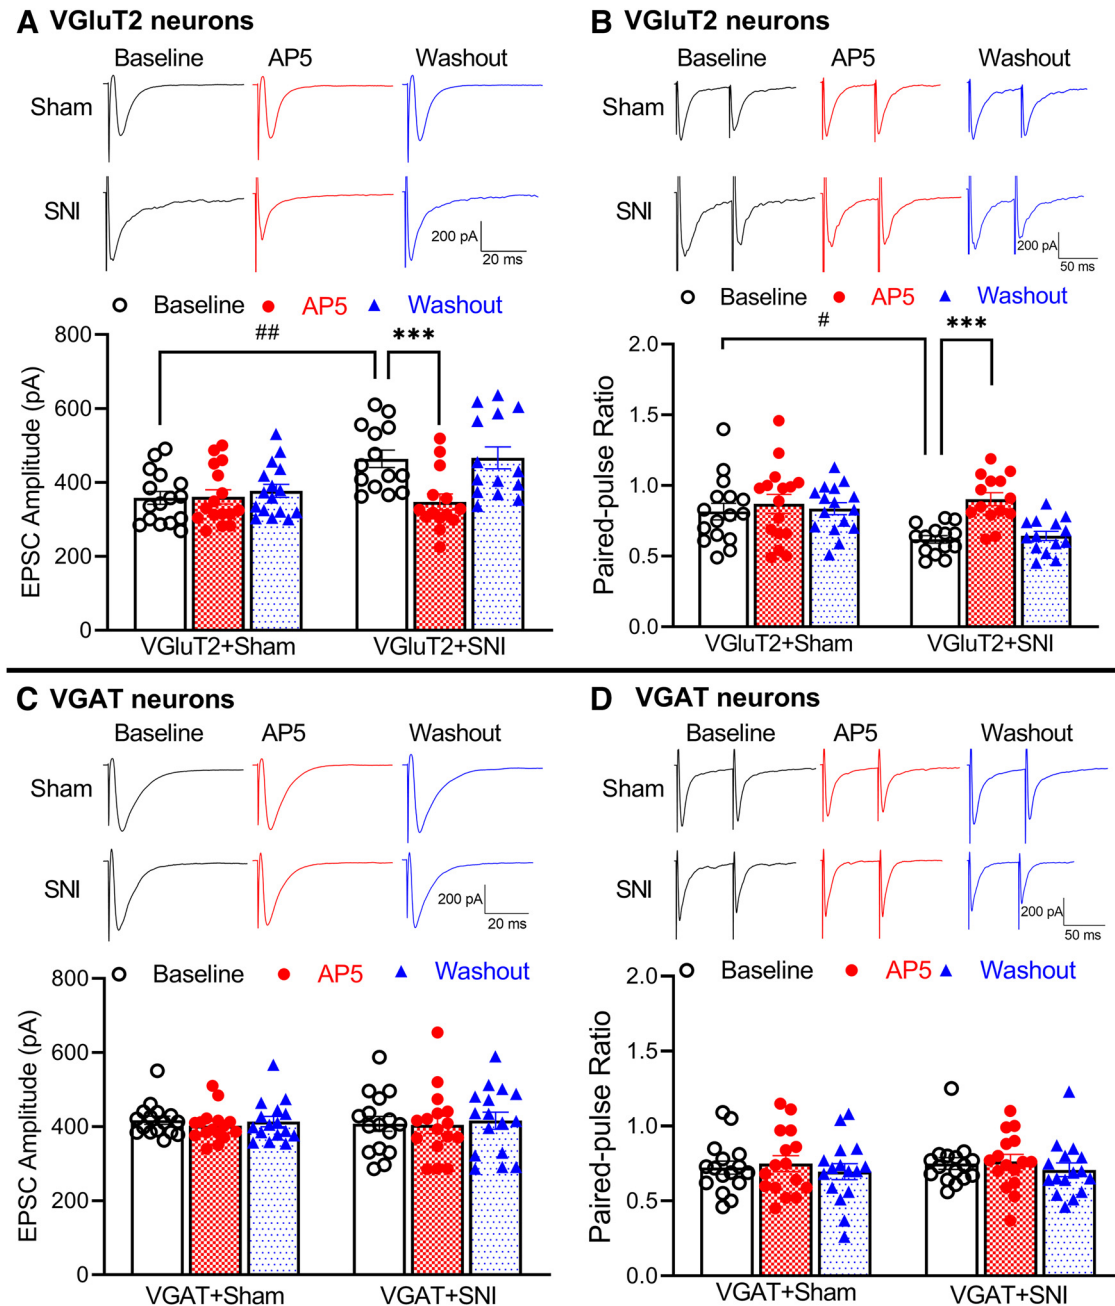 A VGluT2 neurons
Baseline AP5 Washout
Sham
SNI
200 pA
20 ms
Baseline AP5 Washout
##
***
EPSC Amplitude (pA)
800
600
400
200
0
VGluT2+Sham VGluT2+SNI
B VGluT2 neurons
Baseline AP5 Washout
Sham
SNI
200 pA
50 ms
Baseline AP5 Washout
#
***
Paired-pulse Ratio
2.0
1.5
1.0
0.5
0.0
VGluT2+Sham VGluT2+SNI
C VGAT neurons
Baseline AP5 Washout
Sham
SNI
200 pA
20 ms
Baseline AP5 Washout
EPSC Amplitude (pA)
800
600
400
200
0
VGAT+Sham VGAT+SNI
D VGAT neurons
Baseline AP5 Washout
Sham
SNI
200 pA
50 ms
Baseline AP5 Washout
Paired-pulse Ratio
2.0
1.5
1.0
0.5
0.0
VGAT+Sham VGAT+SNI